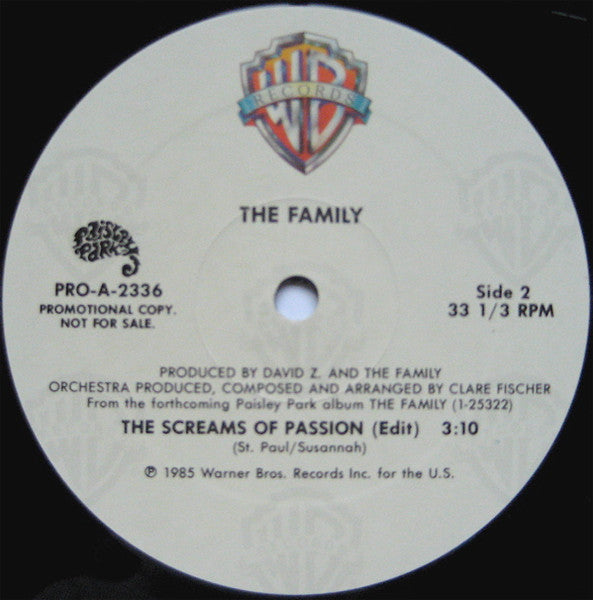 WB
RECORDS
THE FAMILY
Paisley
Park
PRO-A-2336
PROMOTIONAL COPY.
NOT FOR SALE.
Side 2
33 1/3 RPM
PRODUCED BY DAVID Z. AND THE FAMILY
ORCHESTRA PRODUCED, COMPOSED AND ARRANGED BY CLARE FISCHER
From the forthcoming Paisley Park album THE FAMILY (1-25322)
THE SCREAMS OF PASSION (Edit) 3:10
(St. Paul/Susannah)
℗ 1985 Warner Bros. Records Inc. for the U.S.